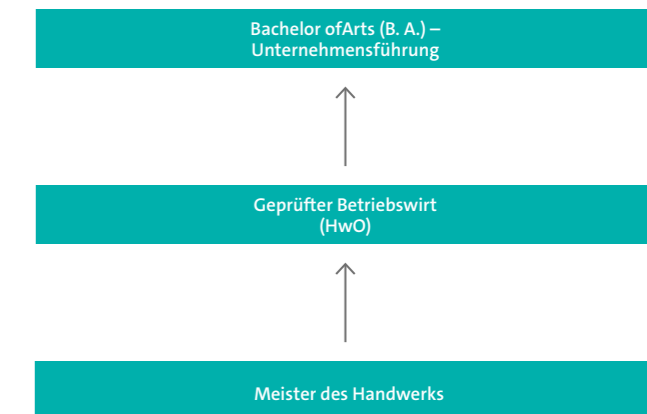 Bachelor ofArts (B. A.) –
Unternehmensführung
Geprüfter Betriebswirt
(HwO)
Meister des Handwerks